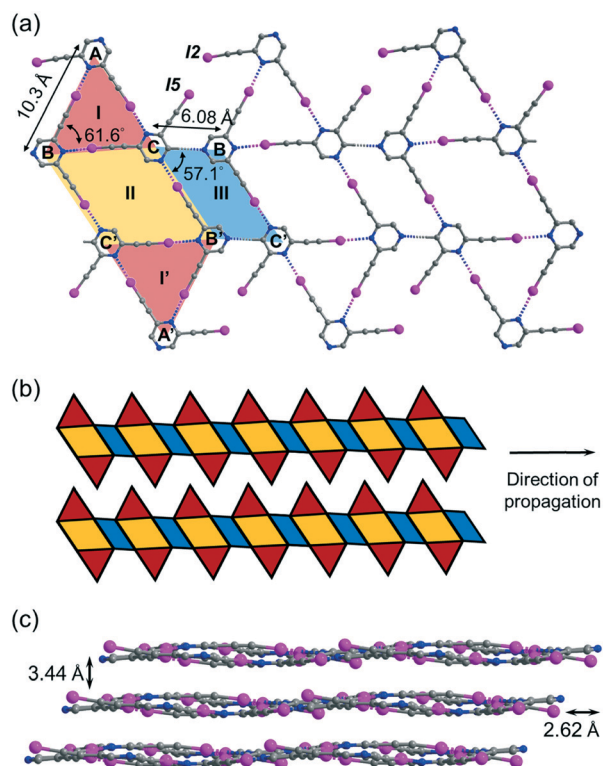 (a)
A
I2
10.3 Å
I
I5
6.08 Å
61.6°
B
C
B
57.1°
II
III
C'
B'
C'
I'
A'
(b)
Direction of
propagation
(c)
3.44 Å
2.62 Å